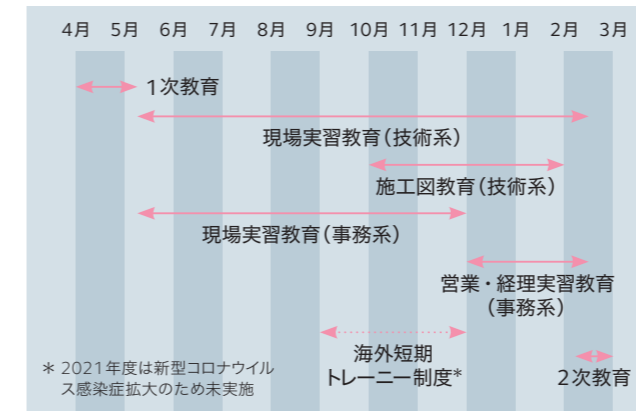 4月 5月 6月 7月 8月 9月 10月 11月 12月 1月 2月 3月
1次教育
現場実習教育(技術系)
施工図教育(技術系)
現場実習教育(事務系)
営業・経理実習教育
(事務系)
海外短期
トレーニー制度*
2次教育
* 2021年度は新型コロナウイル
ス感染症拡大のため未実施